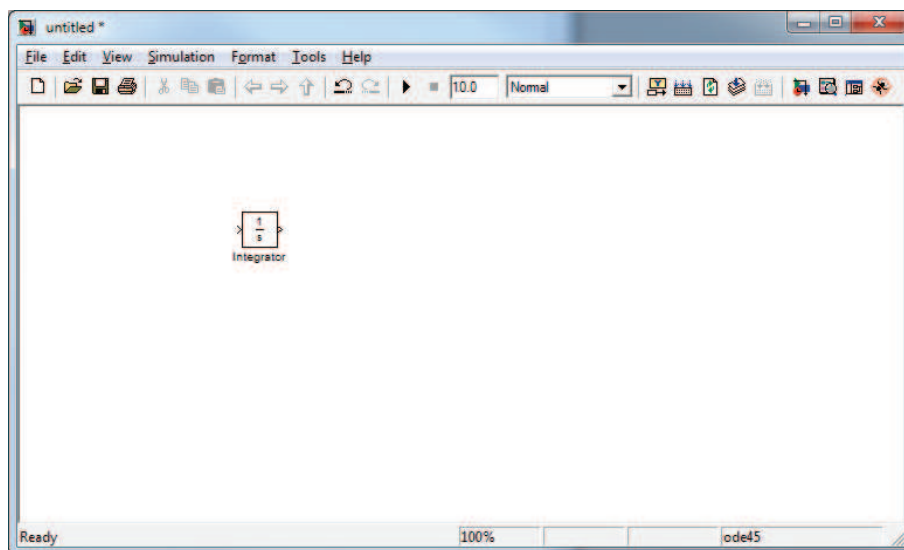 untitled *
File Edit View Simulation Format Tools Help
10.0 Normal
1
s
Integrator
Ready 100% ode45